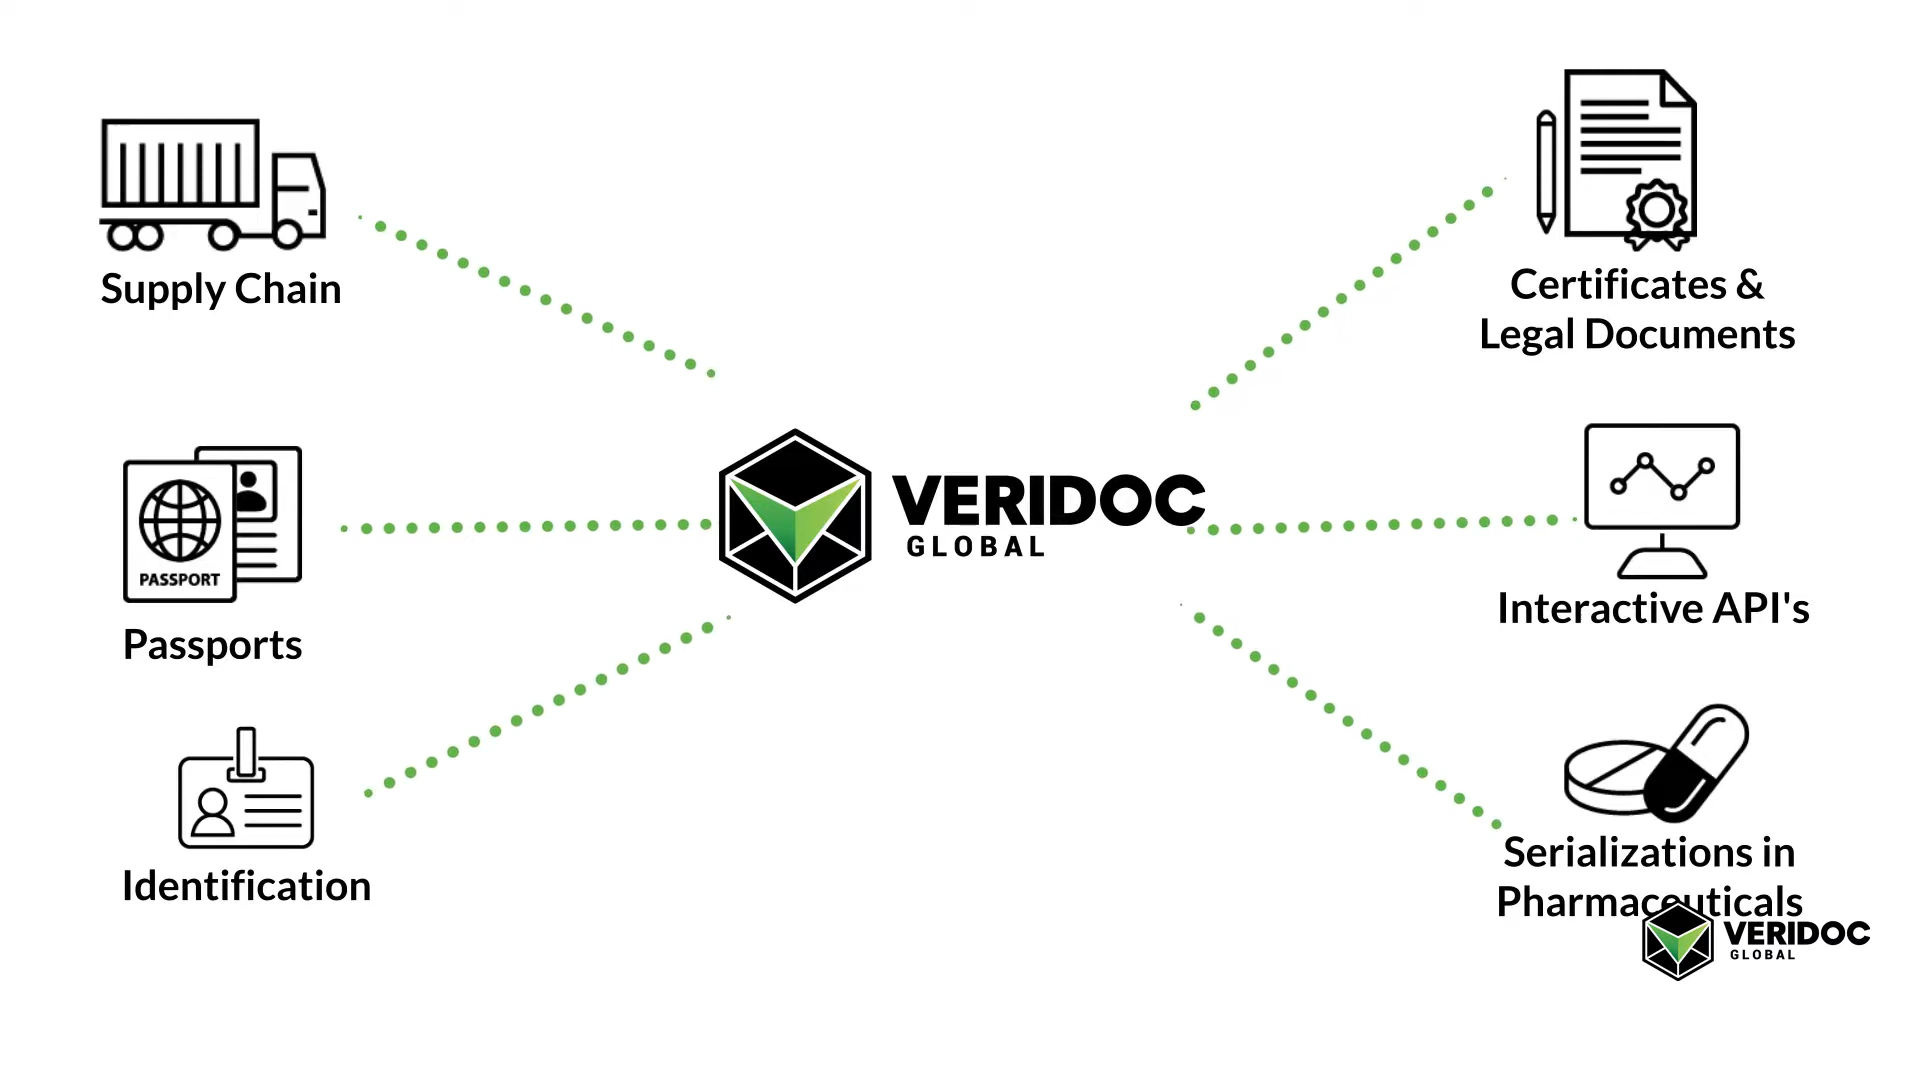 Supply Chain
Certificates &
Legal Documents
VERIDOC
GLOBAL
PASSPORT
Passports
Interactive API's
Identification
Serializations in
Pharmaceuticals
VERIDOC
GLOBAL